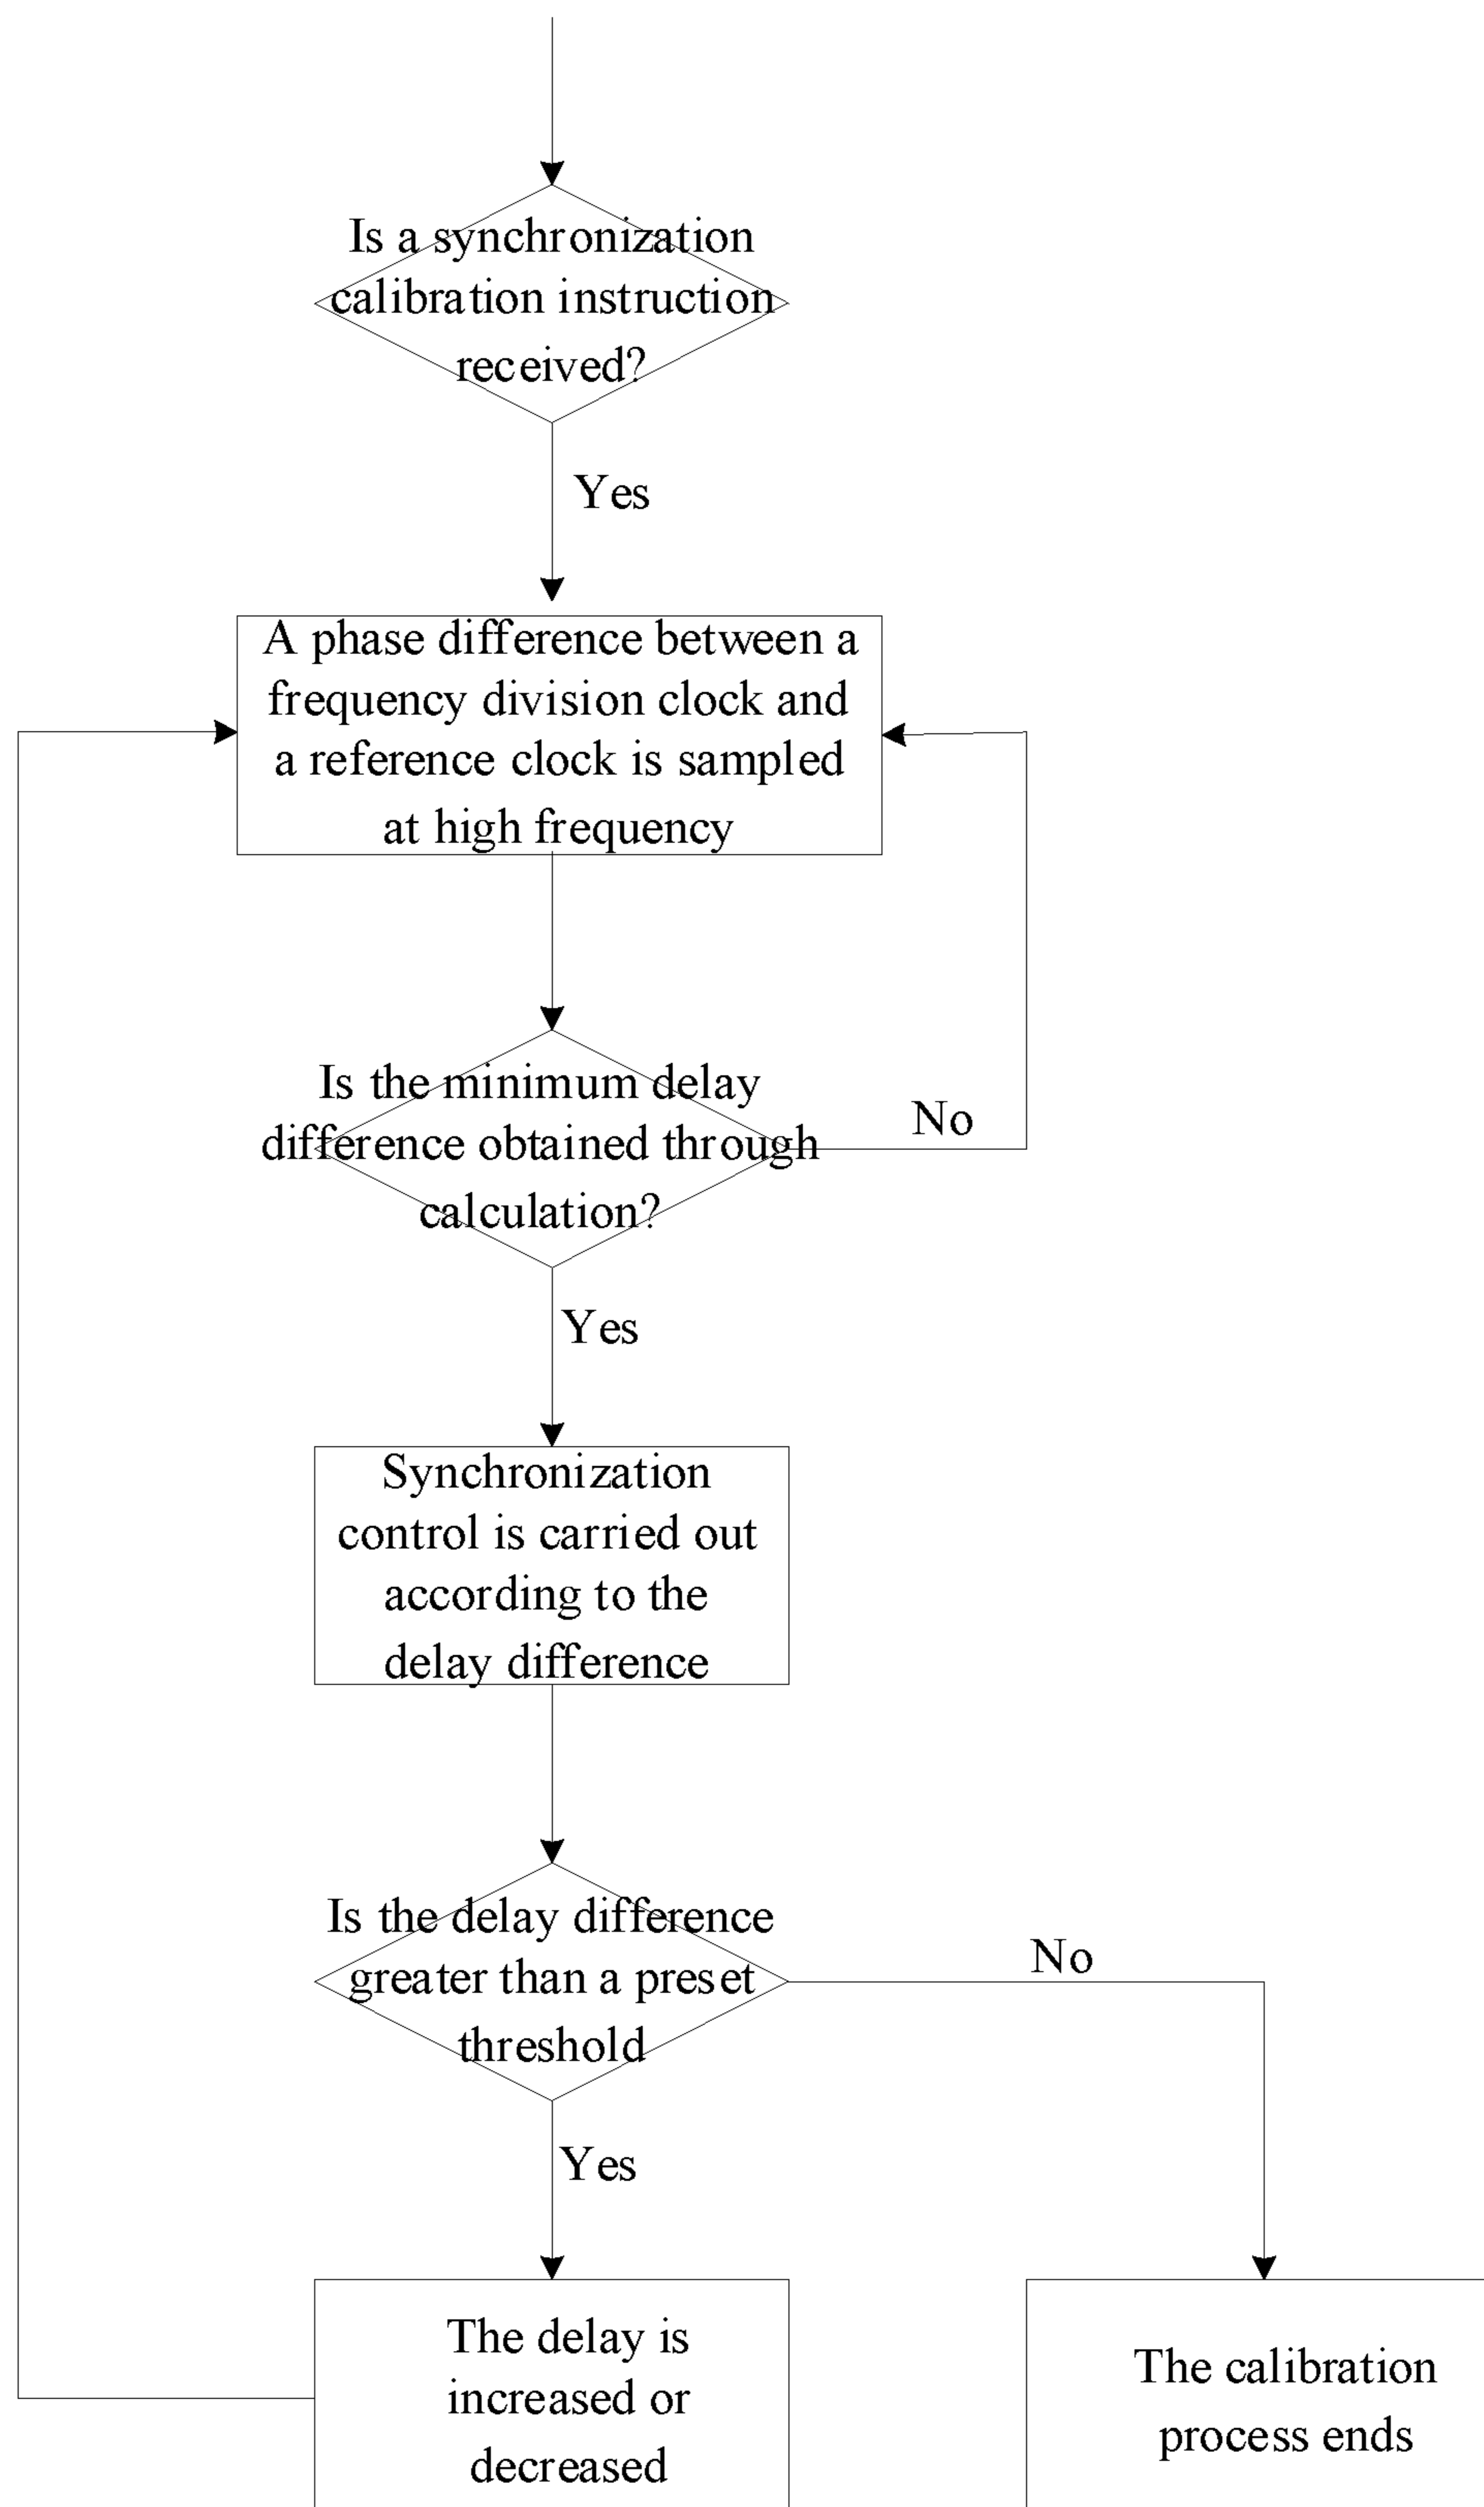 Is a synchronization
calibration instruction
received?
Yes
A phase difference between a
frequency division clock and
a reference clock is sampled
at high frequency
Is the minimum delay
difference obtained through
calculation?
No
Yes
Synchronization
control is carried out
according to the
delay difference
Is the delay difference
greater than a preset
threshold
No
Yes
The delay is
increased or
decreased
The calibration
process ends